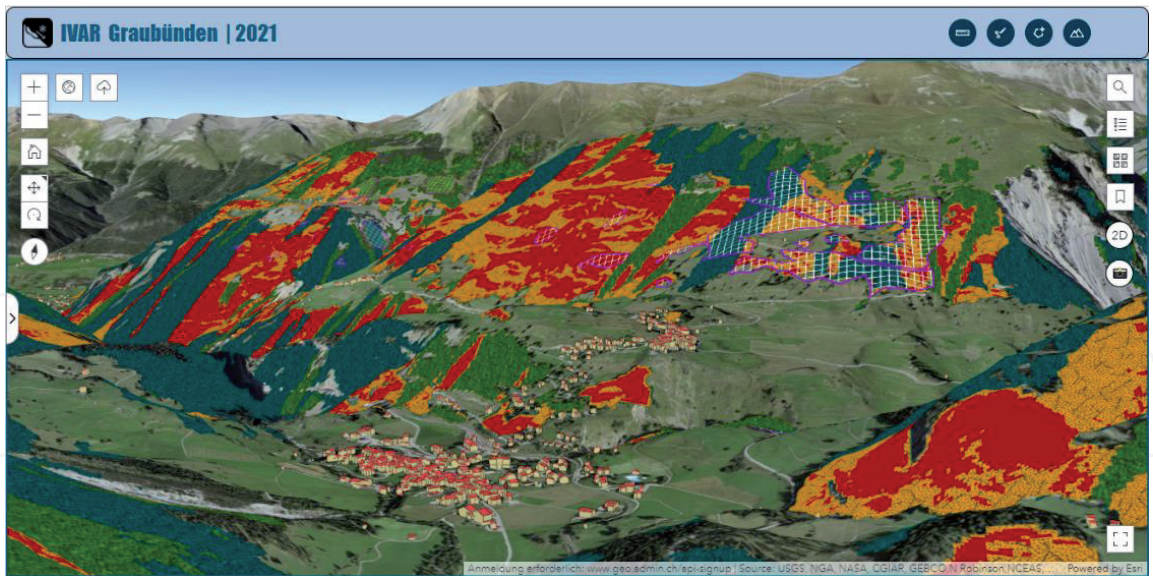 IVAR Graubünden | 2021
2D
Anmeldung erforderlich: www.geo.admin.ch/api-signup | Source: USGS, NGA, NASA, CGIAR, GEBCO,N Robinson,NCEAS,... Powered by Esri